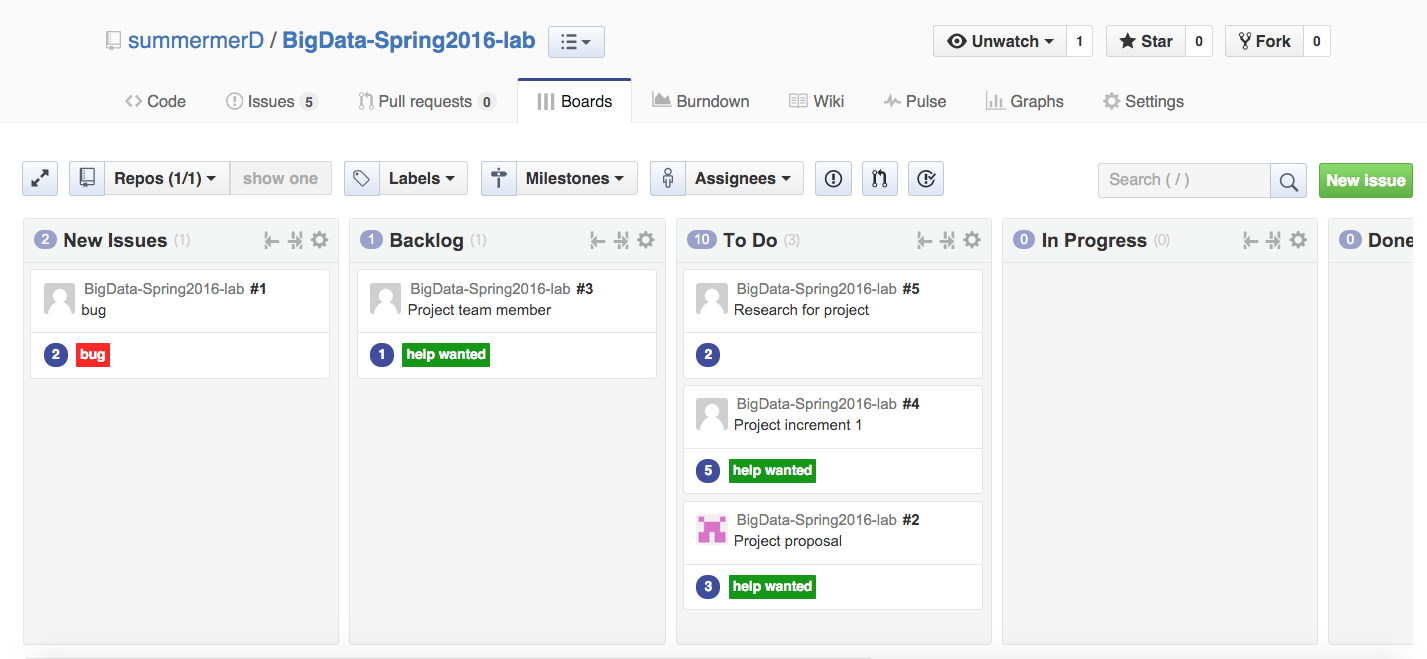 summermerD / BigData-Spring2016-lab
Unwatch 1 Star 0 Fork 0
Code Issues 5 Pull requests 0 Boards Burndown Wiki Pulse Graphs Settings
Repos (1/1) show one Labels Milestones Assignees Search ( / ) New issue
2 New Issues (1)
BigData-Spring2016-lab #1
bug
2 bug
1 Backlog (1)
BigData-Spring2016-lab #3
Project team member
1 help wanted
10 To Do (3)
BigData-Spring2016-lab #5
Research for project
2
BigData-Spring2016-lab #4
Project increment 1
5 help wanted
BigData-Spring2016-lab #2
Project proposal
3 help wanted
0 In Progress (0)
0 Done